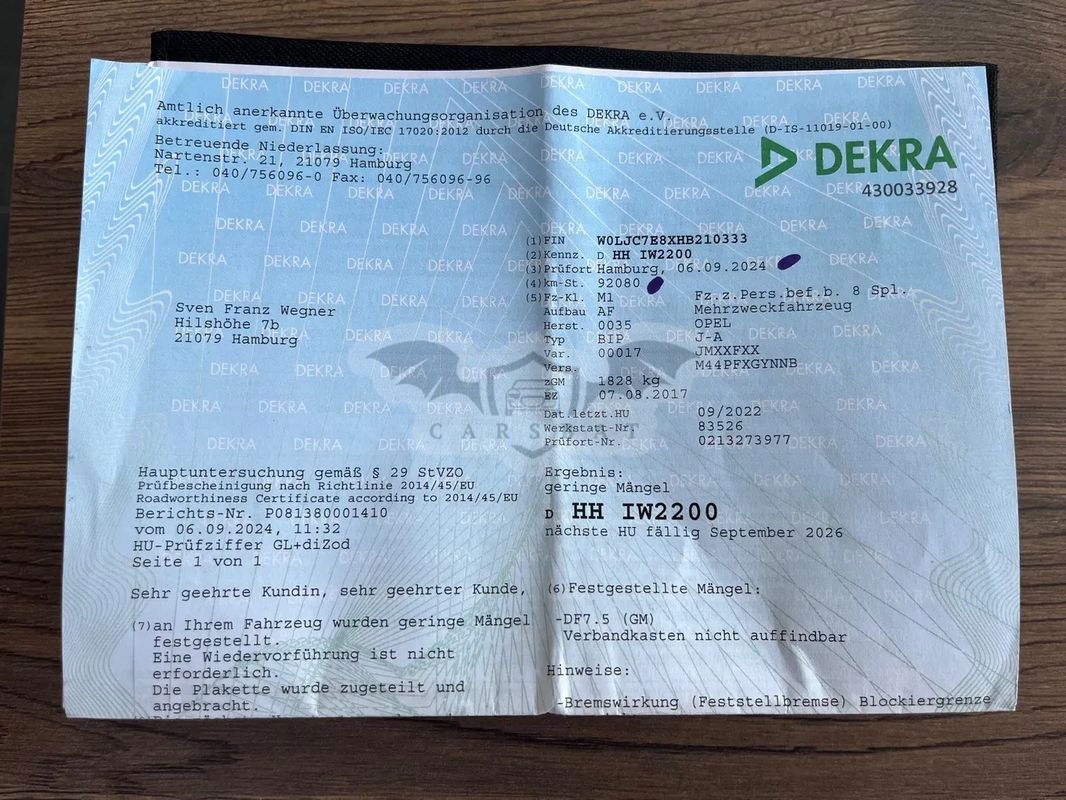 Amtlich anerkannte Überwachungsorganisation des DEKRA e.V.
akkreditiert gem. DIN EN ISO/IEC 17020:2012 durch die Deutsche Akkreditierungsstelle (D-IS-11019-01-00)
Betreuende Niederlassung:
Nartenstr. 21, 21079 Hamburg
Tel.: 040/756096-0 Fax: 040/756096-96
DEKRA
430033928
(1) FIN W0LJC7E8XHB210333
(2) Kennz. D HH IW2200
(3) Prüfort Hamburg, 06.09.2024
(4) km-St. 92080
(5) Fz-Kl. M1 Fz.z.Pers.bef.b. 8 Spl.
Aufbau AF Mehrzweckfahrzeug
Herst. 0035 OPEL
Typ BIP J-A
Var. 00017 JMXXFXX
Vers. M44PFXGYNNB
zGM 1828 kg
EZ 07.08.2017
Dat.letzt.HU 09/2022
Werkstatt-Nr. 83526
Prüfort-Nr. 0213273977
Sven Franz Wegner
Hilshöhe 7b
21079 Hamburg
Hauptuntersuchung gemäß § 29 StVZO
Prüfbescheinigung nach Richtlinie 2014/45/EU
Roadworthiness Certificate according to 2014/45/EU
Berichts-Nr. P081380001410
vom 06.09.2024, 11:32
HU-Prüfziffer GL+diZod
Seite 1 von 1
Ergebnis:
geringe Mängel
D HH IW2200
nächste HU fällig September 2026
Sehr geehrte Kundin, sehr geehrter Kunde,
(7) an Ihrem Fahrzeug wurden geringe Mängel
festgestellt.
Eine Wiedervorführung ist nicht
erforderlich.
Die Plakette wurde zugeteilt und
angebracht.
(6) Festgestellte Mängel:
-DF7.5 (GM)
Verbandkasten nicht auffindbar
Hinweise:
-Bremswirkung (Feststellbremse) Blockiergrenze